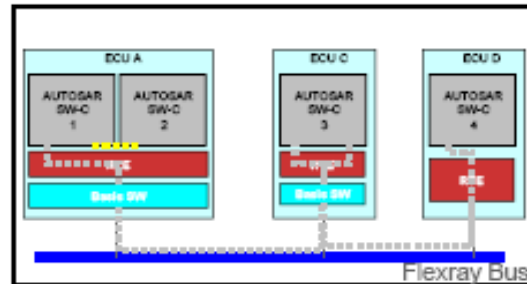 ECU A
AUTOSAR
SW-C
1
AUTOSAR
SW-C
2
RTE
Basic SW
ECU C
AUTOSAR
SW-C
3
RTE
Basic SW
ECU D
AUTOSAR
SW-C
4
RTE
Flexray Bus